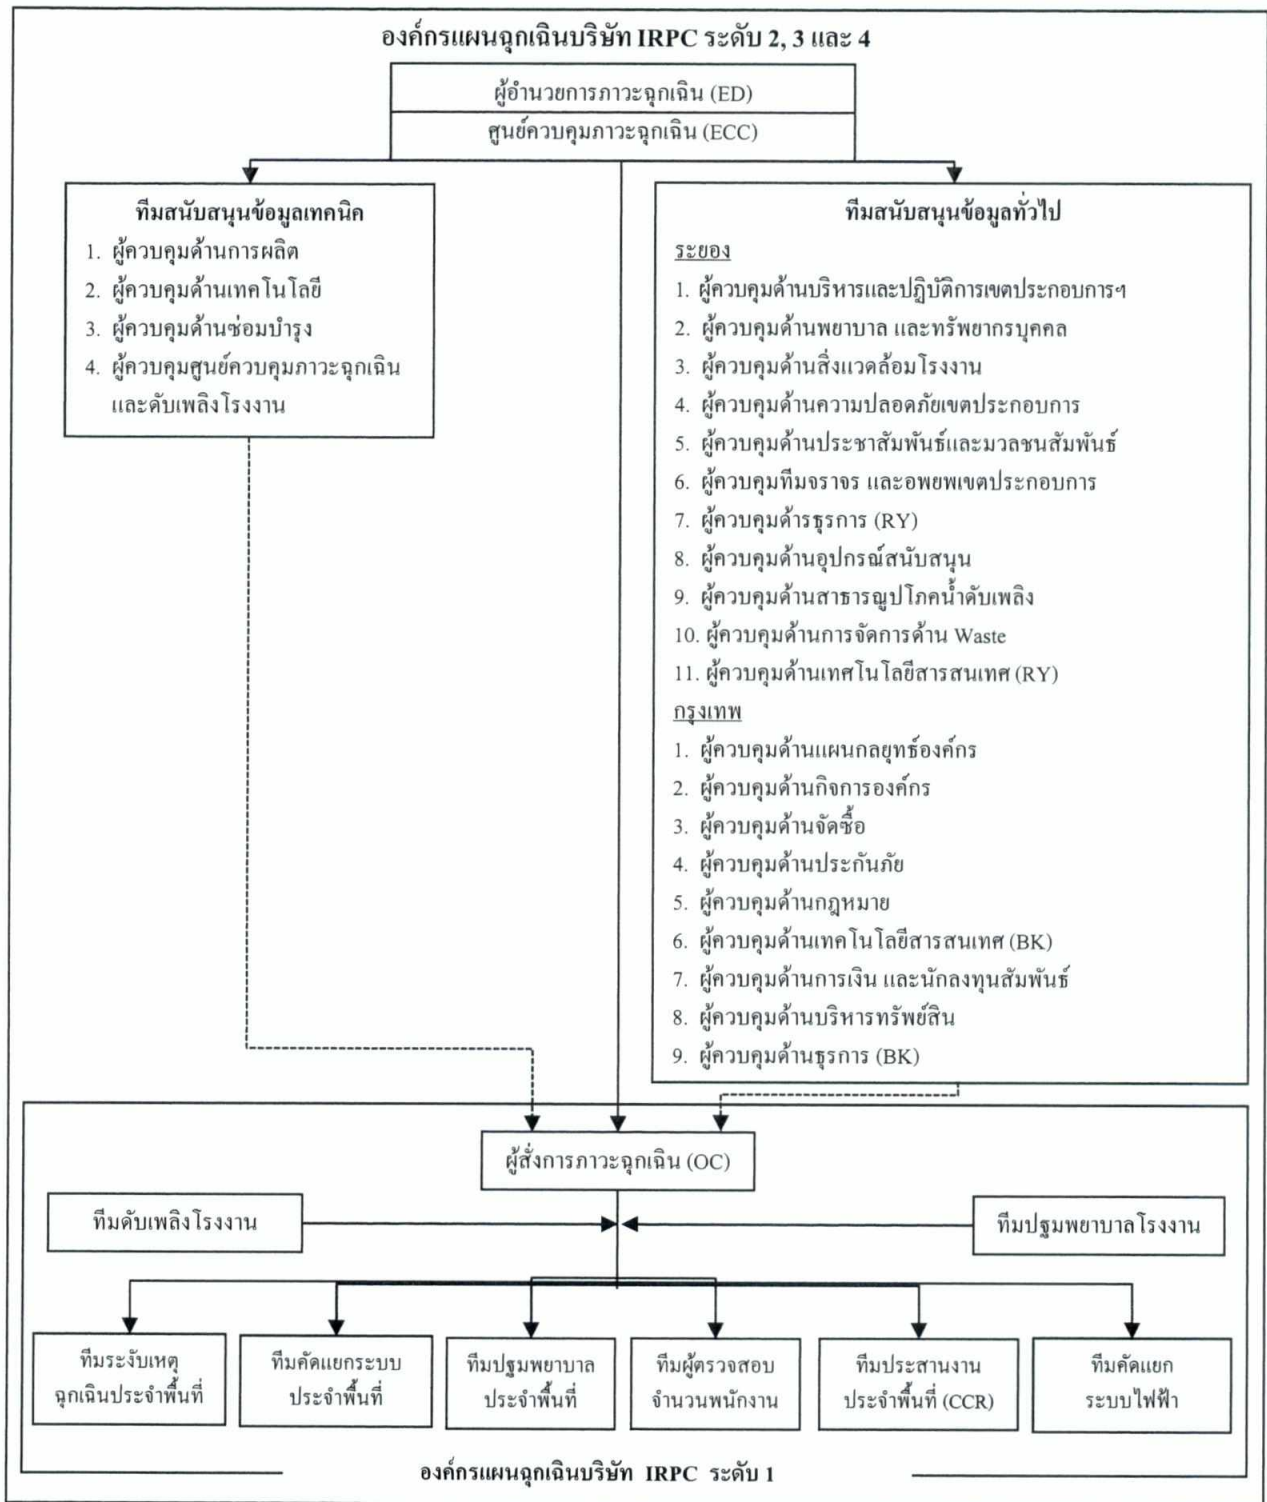 องค์กรแผนฉุกเฉินบริษัท IRPC ระดับ 2, 3 และ 4
ผู้อำนวยการภาวะฉุกเฉิน (ED)
ศูนย์ควบคุมภาวะฉุกเฉิน (ECC)
ทีมสนับสนุนข้อมูลเทคนิค
1. ผู้ควบคุมด้านการผลิต
2. ผู้ควบคุมด้านเทคโนโลยี
3. ผู้ควบคุมด้านซ่อมบำรุง
4. ผู้ควบคุมศูนย์ควบคุมภาวะฉุกเฉิน
และดับเพลิงโรงงาน
ทีมสนับสนุนข้อมูลทั่วไป
ระยอง
1. ผู้ควบคุมด้านบริหารและปฏิบัติการเขตประกอบการฯ
2. ผู้ควบคุมด้านพยาบาล และทรัพยากรบุคคล
3. ผู้ควบคุมด้านสิ่งแวดล้อมโรงงาน
4. ผู้ควบคุมด้านความปลอดภัยเขตประกอบการ
5. ผู้ควบคุมด้านประชาสัมพันธ์และมวลชนสัมพันธ์
6. ผู้ควบคุมทีมจราจร และอพยพเขตประกอบการ
7. ผู้ควบคุมด้ารธุรการ (RY)
8. ผู้ควบคุมด้านอุปกรณ์สนับสนุน
9. ผู้ควบคุมด้านสาธารณูปโภคน้ำดับเพลิง
10. ผู้ควบคุมด้านการจัดการด้าน Waste
11. ผู้ควบคุมด้านเทศโนโลยีสารสนเทศ (RY)
กรุงเทพ
1. ผู้ควบคุมด้านแผนกลยุทธ์องค์กร
2. ผู้ควบคุมด้านกิจการองค์กร
3. ผู้ควบคุมด้านจัดซื้อ
4. ผู้ควบคุมด้านประกันภัย
5. ผู้ควบคุมด้านกฎหมาย
6. ผู้ควบคุมด้านเทคโนโลยีสารสนเทศ (BK)
7. ผู้ควบคุมด้านการเงิน และนักลงทุนสัมพันธ์
8. ผู้ควบคุมด้านบริหารทรัพย์สิน
9. ผู้ควบคุมด้านธุรการ (BK)
ผู้สั่งการภาวะฉุกเฉิน (OC)
ทีมดับเพลิงโรงงาน
ทีมปฐมพยาบาลโรงงาน
ทีมระงับเหตุ
ฉุกเฉินประจำพื้นที่
ทีมคัดแยกระบบ
ประจำพื้นที่
ทีมปฐมพยาบาล
ประจำพื้นที่
ทีมผู้ตรวจสอบ
จำนวนพนักงาน
ทีมประสานงาน
ประจำพื้นที่ (CCR)
ทีมคัดแยก
ระบบไฟฟ้า
องค์กรแผนฉุกเฉินบริษัท IRPC ระดับ 1